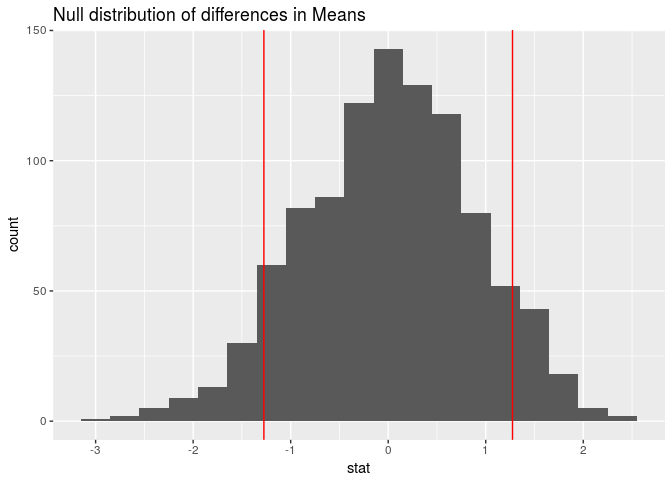 Null distribution of differences in Means
150
100
50
0
count
-3 -2 -1 0 1 2
stat